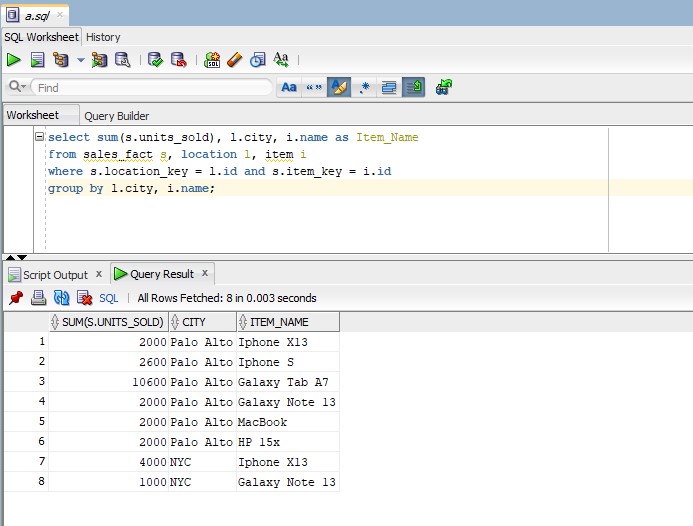 a.sql ×
SQL Worksheet History
SQL
Aa
Find
Aa “” .*
Worksheet Query Builder
select sum(s.units_sold), l.city, i.name as Item_Name
from sales_fact s, location l, item i
where s.location_key = l.id and s.item_key = i.id
group by l.city, i.name;
Script Output × Query Result ×
SQL | All Rows Fetched: 8 in 0.003 seconds
SUM(S.UNITS_SOLD) CITY ITEM_NAME
1 2000 Palo Alto Iphone X13
2 2600 Palo Alto Iphone S
3 10600 Palo Alto Galaxy Tab A7
4 2000 Palo Alto Galaxy Note 13
5 2000 Palo Alto MacBook
6 2000 Palo Alto HP 15x
7 4000 NYC Iphone X13
8 1000 NYC Galaxy Note 13